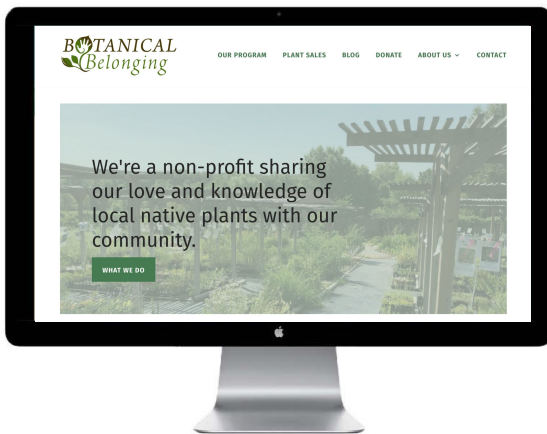 BOTANICAL
Belonging
OUR PROGRAM PLANT SALES BLOG DONATE ABOUT US CONTACT
We're a non-profit sharing
our love and knowledge of
local native plants with our
community.
WHAT WE DO